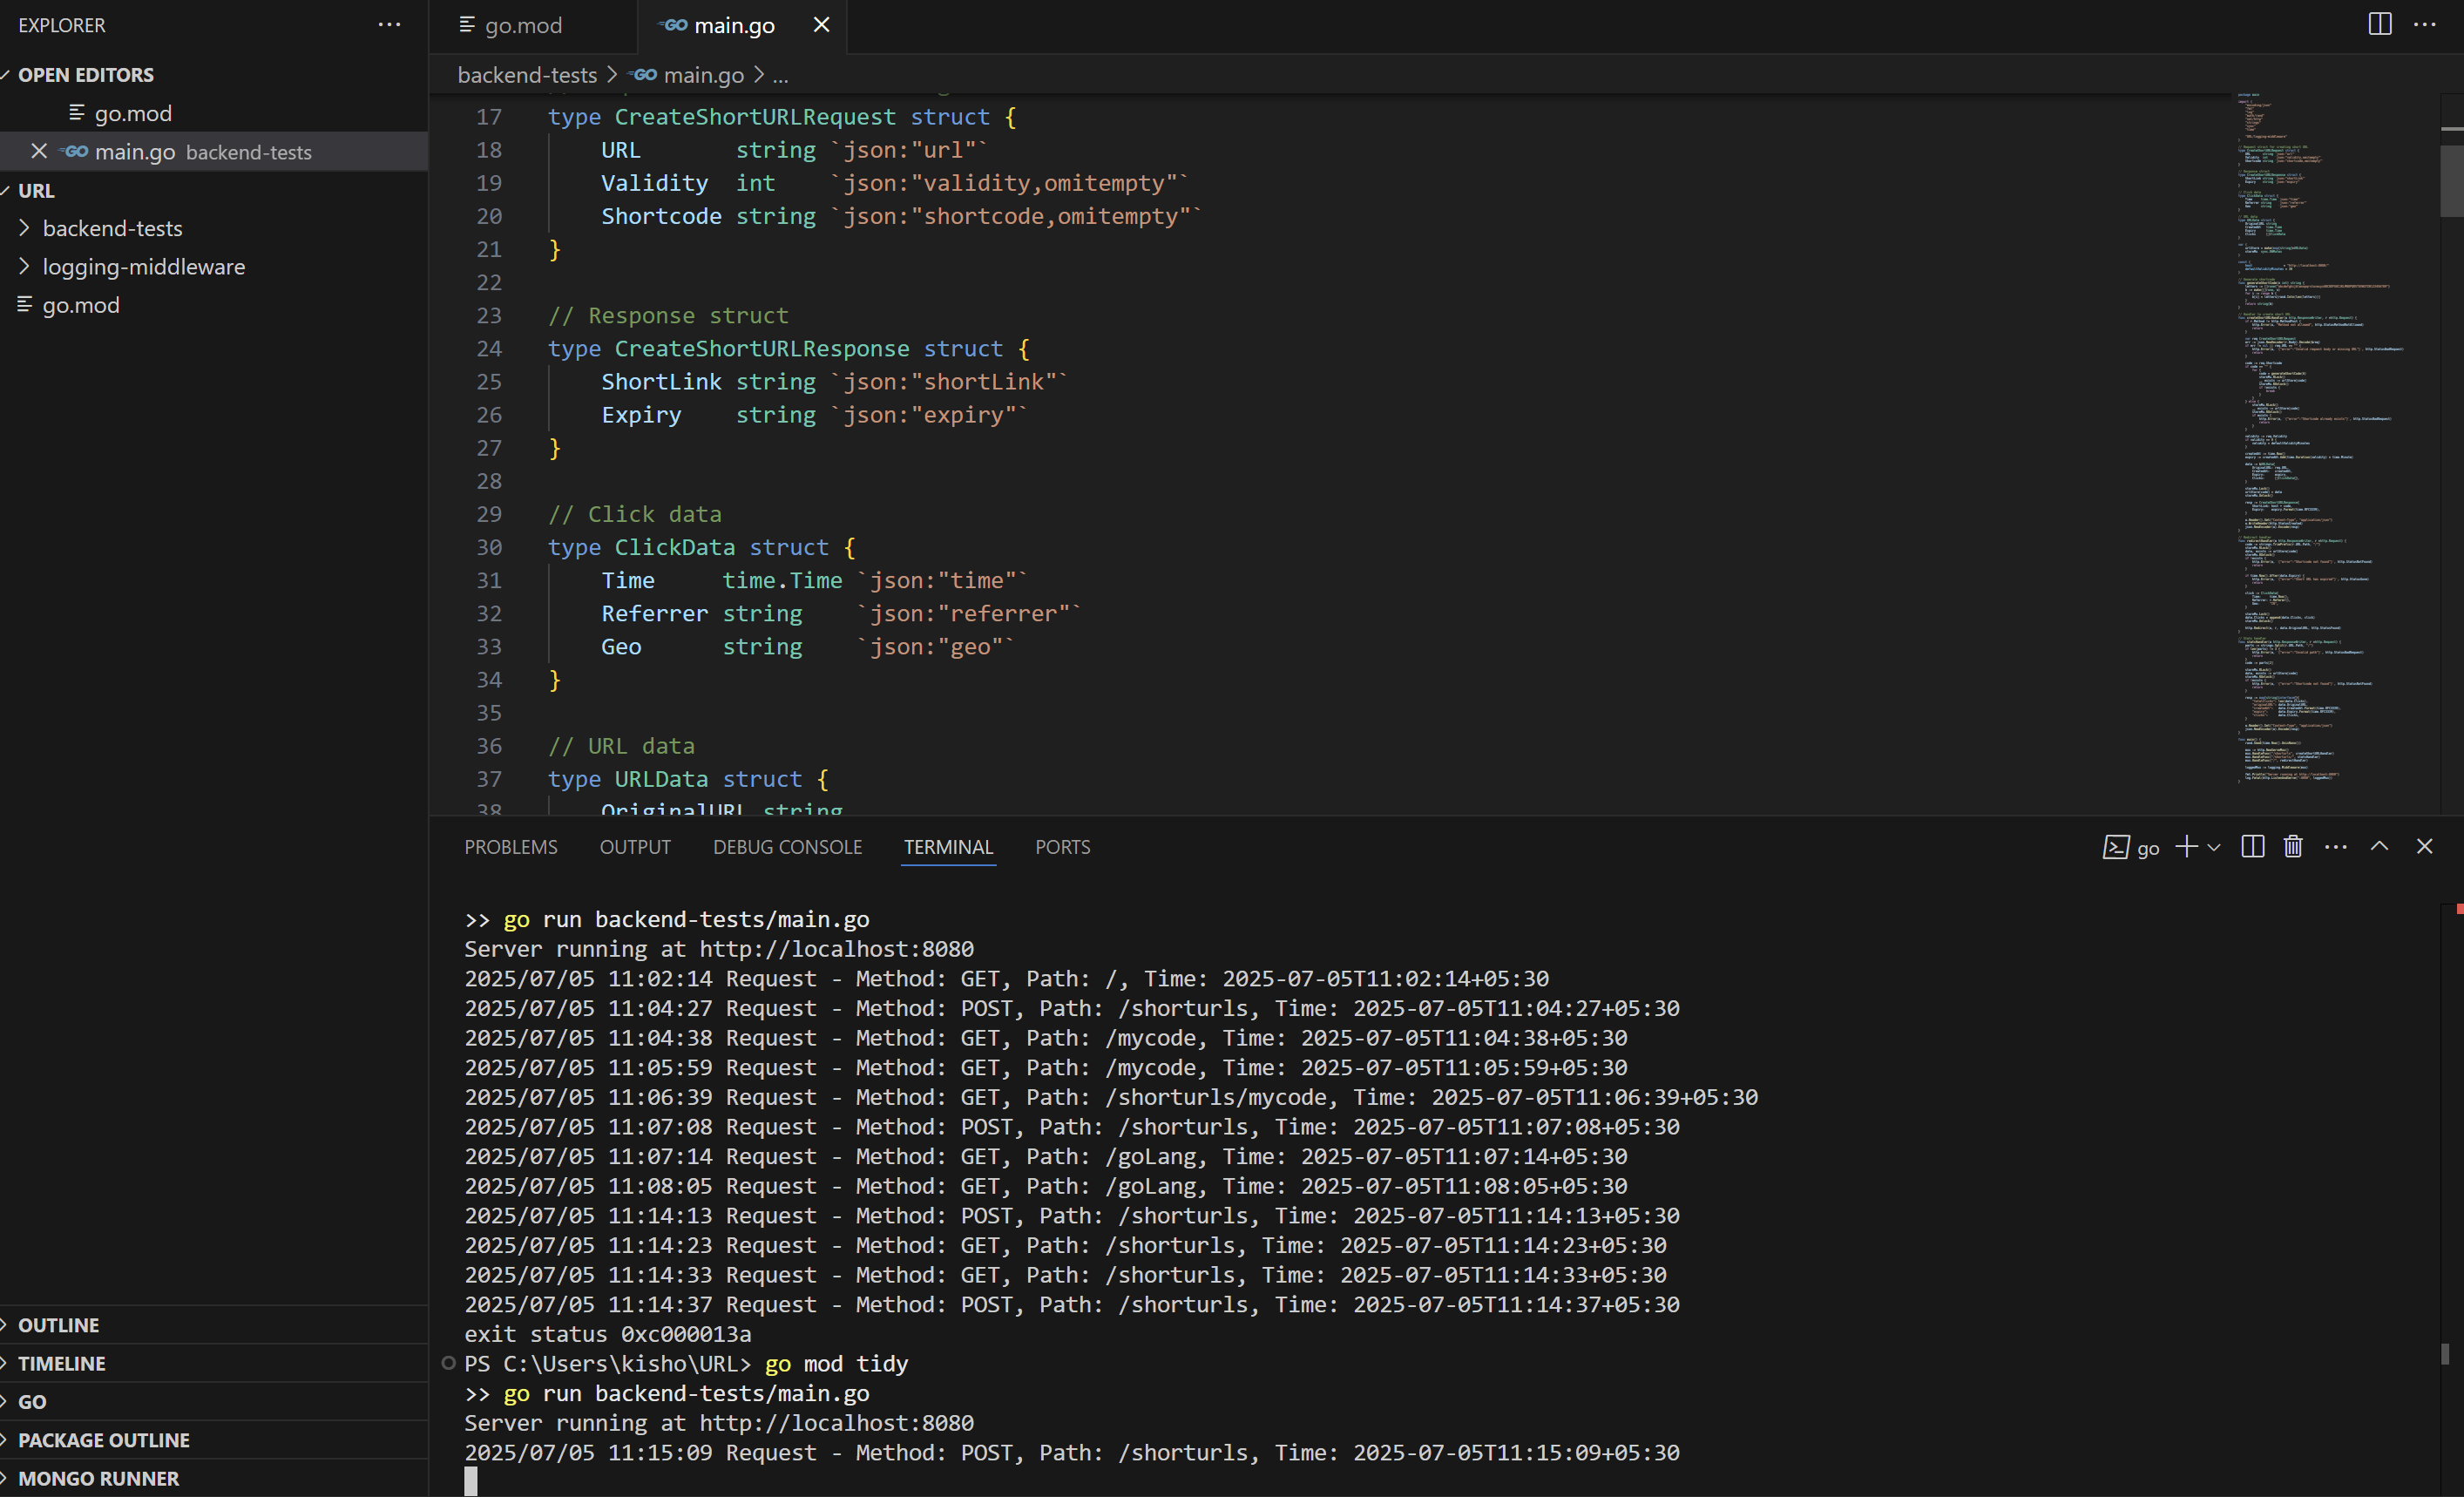 EXPLORER
OPEN EDITORS
go.mod
main.go backend-tests
URL
backend-tests
logging-middleware
go.mod
OUTLINE
TIMELINE
GO
PACKAGE OUTLINE
MONGO RUNNER
go.mod
GO main.go
backend-tests > GO main.go > ...
17 type CreateShortURLRequest struct {
18 URL string `json:"url"`
19 Validity int `json:"validity,omitempty"`
20 Shortcode string `json:"shortcode,omitempty"`
21 }
22
23 // Response struct
24 type CreateShortURLResponse struct {
25 ShortLink string `json:"shortLink"`
26 Expiry string `json:"expiry"`
27 }
28
29 // Click data
30 type ClickData struct {
31 Time time.Time `json:"time"`
32 Referrer string `json:"referrer"`
33 Geo string `json:"geo"`
34 }
35
36 // URL data
37 type URLData struct {
38 OriginalURL string
PROBLEMS OUTPUT DEBUG CONSOLE TERMINAL PORTS
go
>> go run backend-tests/main.go
Server running at http://localhost:8080
2025/07/05 11:02:14 Request - Method: GET, Path: /, Time: 2025-07-05T11:02:14+05:30
2025/07/05 11:04:27 Request - Method: POST, Path: /shorturls, Time: 2025-07-05T11:04:27+05:30
2025/07/05 11:04:38 Request - Method: GET, Path: /mycode, Time: 2025-07-05T11:04:38+05:30
2025/07/05 11:05:59 Request - Method: GET, Path: /mycode, Time: 2025-07-05T11:05:59+05:30
2025/07/05 11:06:39 Request - Method: GET, Path: /shorturls/mycode, Time: 2025-07-05T11:06:39+05:30
2025/07/05 11:07:08 Request - Method: POST, Path: /shorturls, Time: 2025-07-05T11:07:08+05:30
2025/07/05 11:07:14 Request - Method: GET, Path: /goLang, Time: 2025-07-05T11:07:14+05:30
2025/07/05 11:08:05 Request - Method: GET, Path: /goLang, Time: 2025-07-05T11:08:05+05:30
2025/07/05 11:14:13 Request - Method: POST, Path: /shorturls, Time: 2025-07-05T11:14:13+05:30
2025/07/05 11:14:23 Request - Method: GET, Path: /shorturls, Time: 2025-07-05T11:14:23+05:30
2025/07/05 11:14:33 Request - Method: GET, Path: /shorturls, Time: 2025-07-05T11:14:33+05:30
2025/07/05 11:14:37 Request - Method: POST, Path: /shorturls, Time: 2025-07-05T11:14:37+05:30
exit status 0xc000013a
PS C:\Users\kisho\URL> go mod tidy
>> go run backend-tests/main.go
Server running at http://localhost:8080
2025/07/05 11:15:09 Request - Method: POST, Path: /shorturls, Time: 2025-07-05T11:15:09+05:30